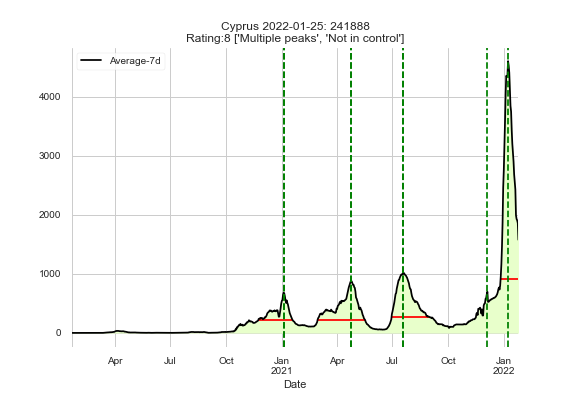 Cyprus 2022-01-25: 241888
Rating:8 ['Multiple peaks', 'Not in control']
Average-7d
4000
3000
2000
1000
0
Apr Jul Oct Jan Apr Jul Oct Jan
2021 2022
Date